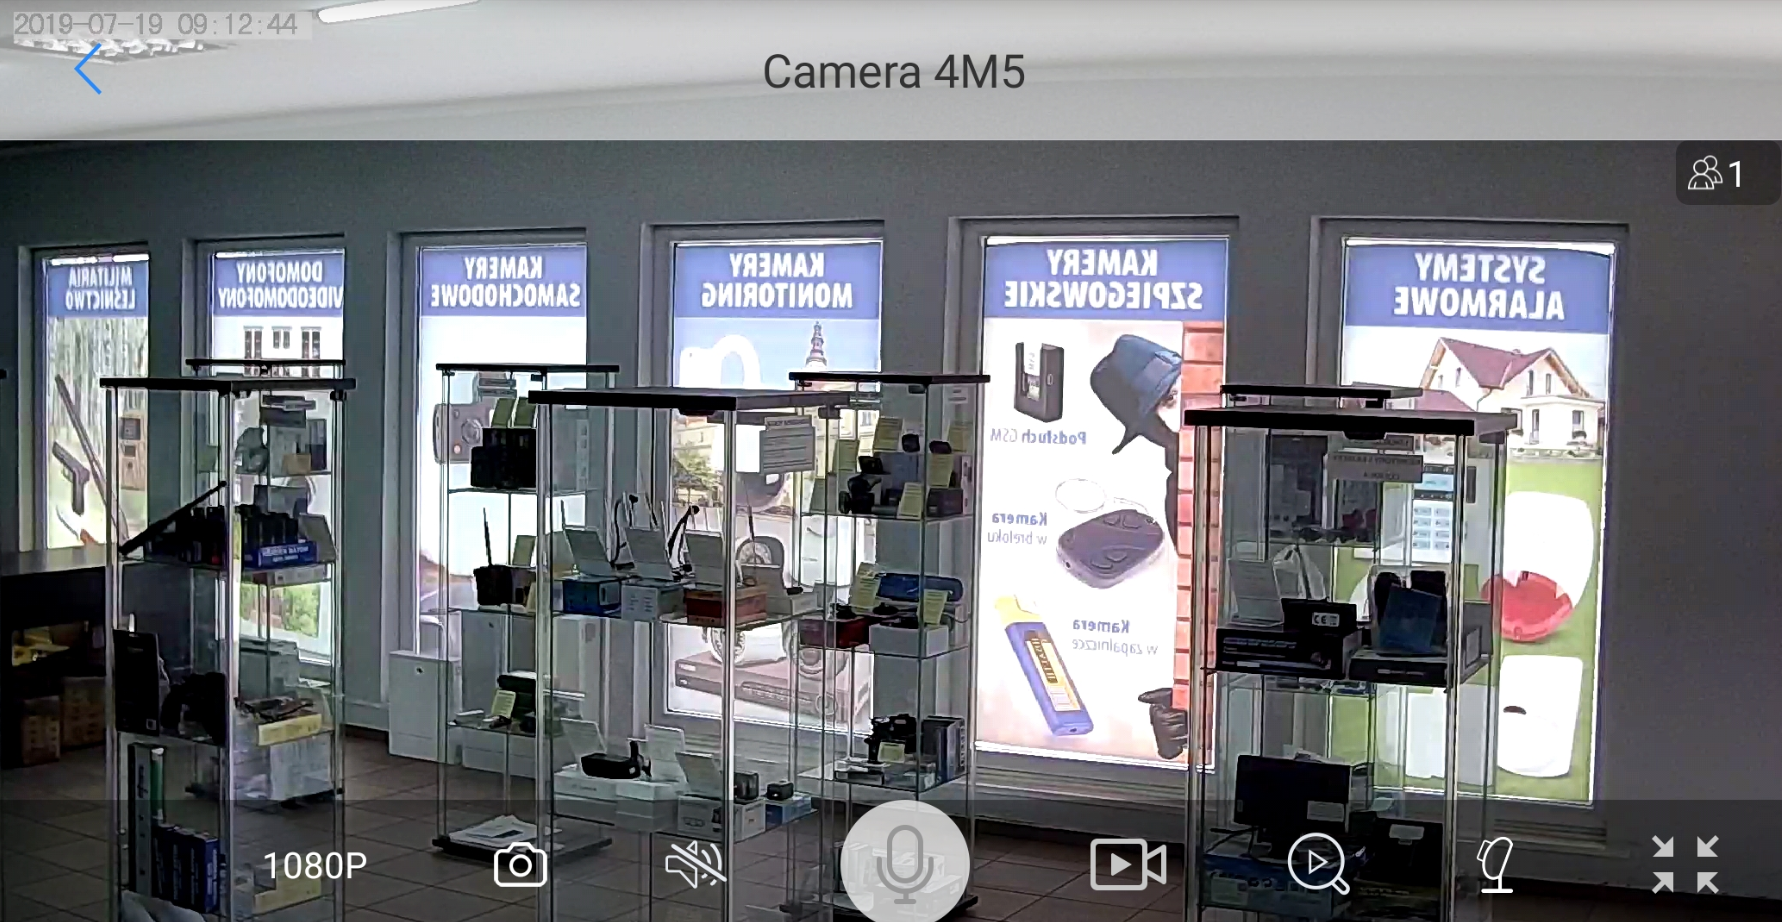 2019-07-19 09:12:44
Camera 4M5
1
MILITARIA
LEŚNICTWO
DOMOFONY
VIDEODOMOFONY
KAMERY
SAMOCHODOWE
KAMERY
MONITORING
KAMERY
SZPIEGOWSKIE
Podsłuch GSM
Kamera
w breloku
Kamera
w zapalniczce
SYSTEMY
ALARMOWE
CE
1080P